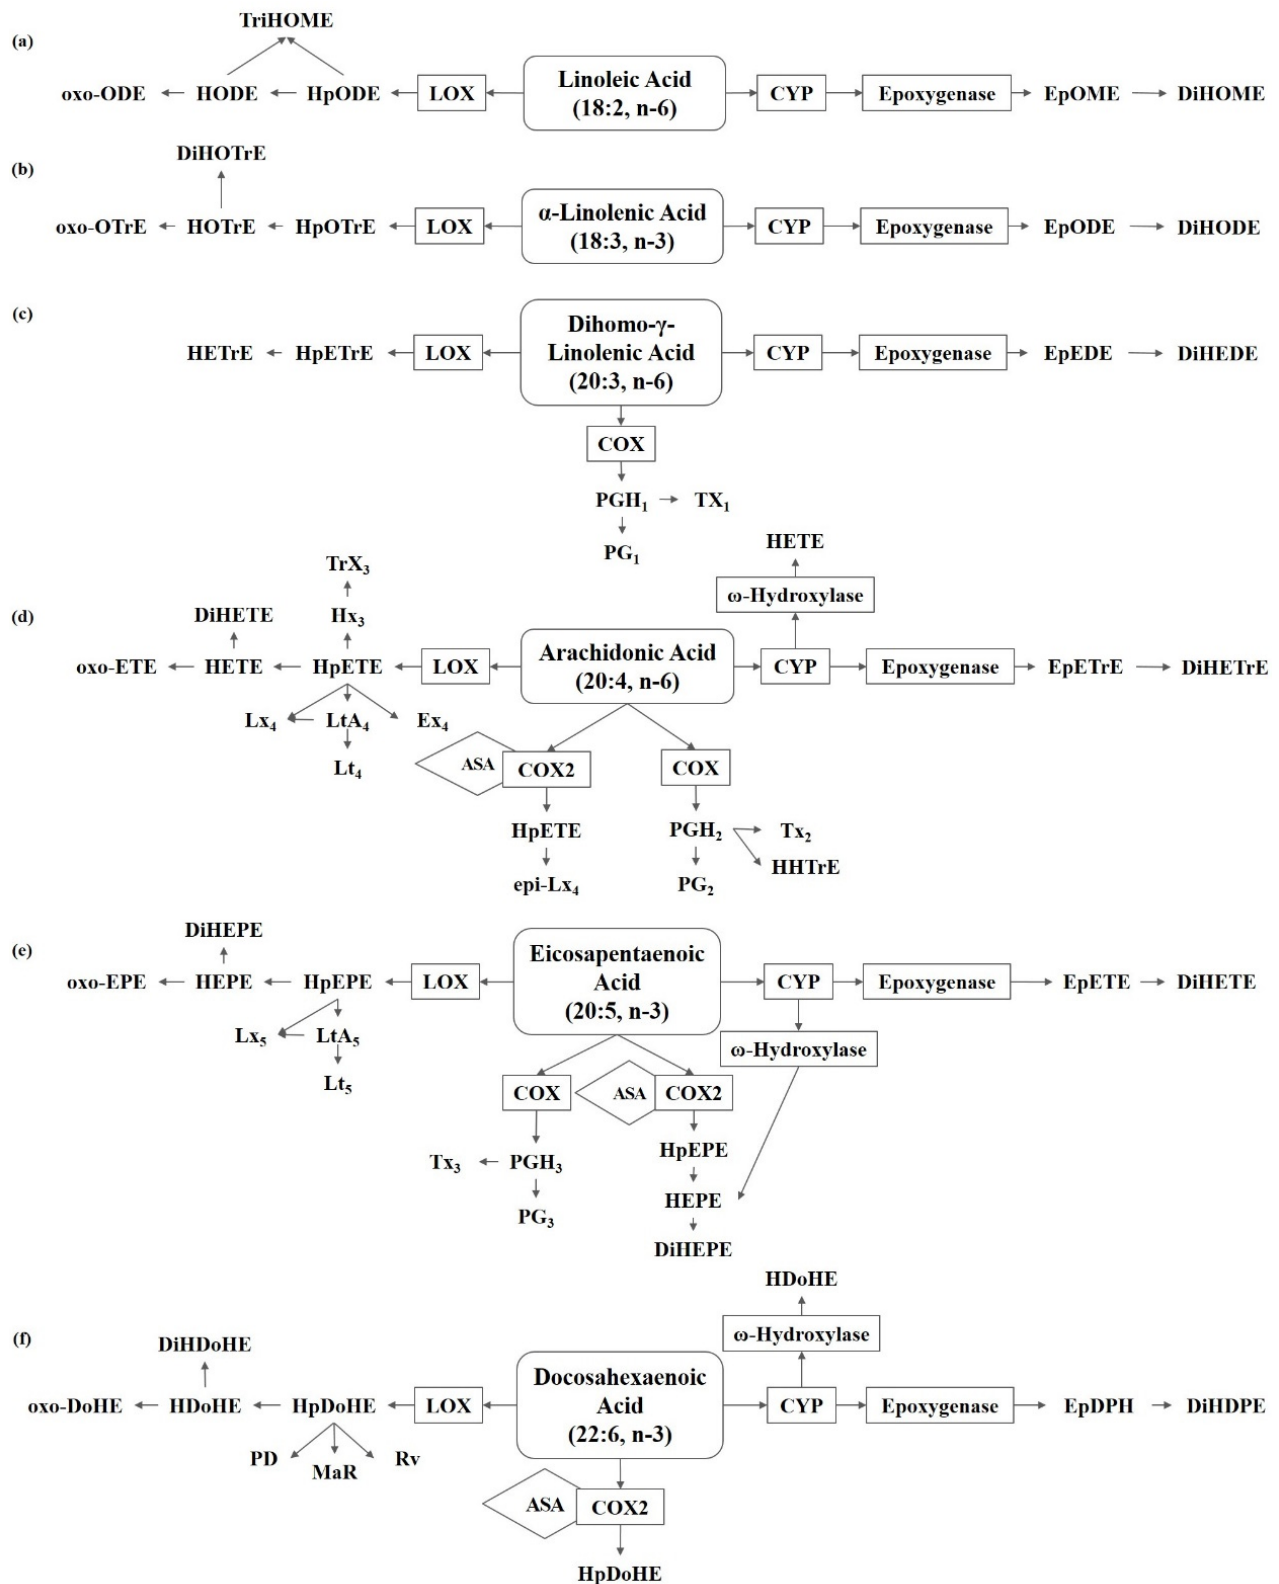 (a)
TriHOME
oxo-ODE
HODE
HpODE
LOX
Linoleic Acid
(18:2, n-6)
CYP
Epoxygenase
EpOME
DiHOME
(b)
DiHOTrE
oxo-OTrE
HOTrE
HpOTrE
LOX
α-Linolenic Acid
(18:3, n-3)
CYP
Epoxygenase
EpODE
DiHODE
(c)
HETrE
HpETrE
LOX
Dihomo-γ-
Linolenic Acid
(20:3, n-6)
CYP
Epoxygenase
EpEDE
DiHEDE
COX
PGH₁
TX₁
PG₁
(d)
TrX₃
DiHETE
Hx₃
oxo-ETE
HETE
HpETE
LOX
Arachidonic Acid
(20:4, n-6)
HETE
ω-Hydroxylase
CYP
Epoxygenase
EpETrE
DiHETrE
Lx₄
LtA₄
Ex₄
Lt₄
ASA
COX2
COX
HpETE
epi-Lx₄
PGH₂
Tx₂
HHTrE
PG₂
(e)
DiHEPE
oxo-EPE
HEPE
HpEPE
LOX
Eicosapentaenoic
Acid
(20:5, n-3)
CYP
Epoxygenase
EpETE
DiHETE
Lx₅
LtA₅
Lt₅
ω-Hydroxylase
COX
ASA
COX2
Tx₃
PGH₃
PG₃
HpEPE
HEPE
DiHEPE
(f)
DiHDoHE
oxo-DoHE
HDoHE
HpDoHE
LOX
Docosahexaenoic
Acid
(22:6, n-3)
HDoHE
ω-Hydroxylase
CYP
Epoxygenase
EpDPH
DiHDPE
PD
MaR
Rv
ASA
COX2
HpDoHE